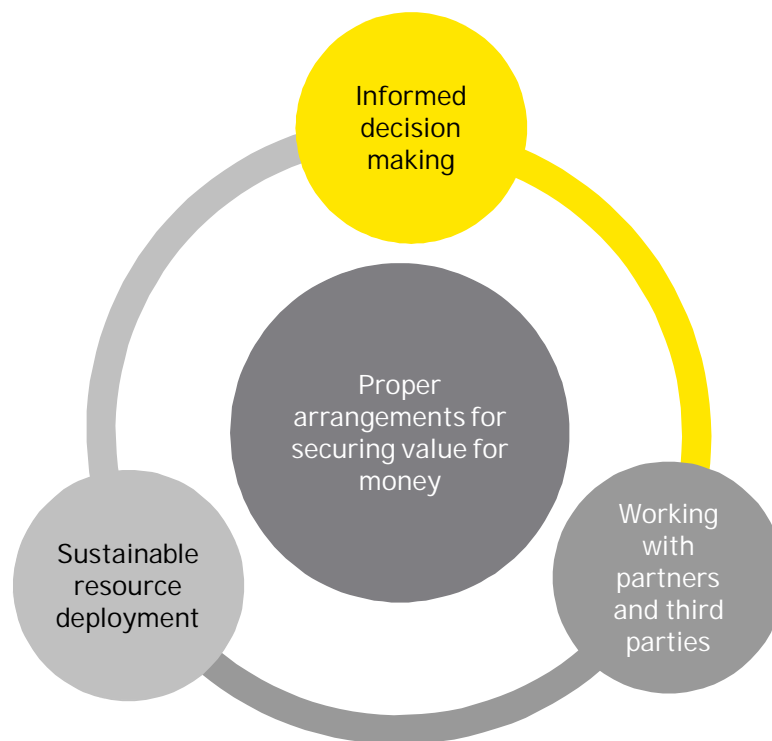 Informed
decision
making
Proper
arrangements for
securing value for
money
Sustainable
resource
deployment
Working
with
partners
and third
parties